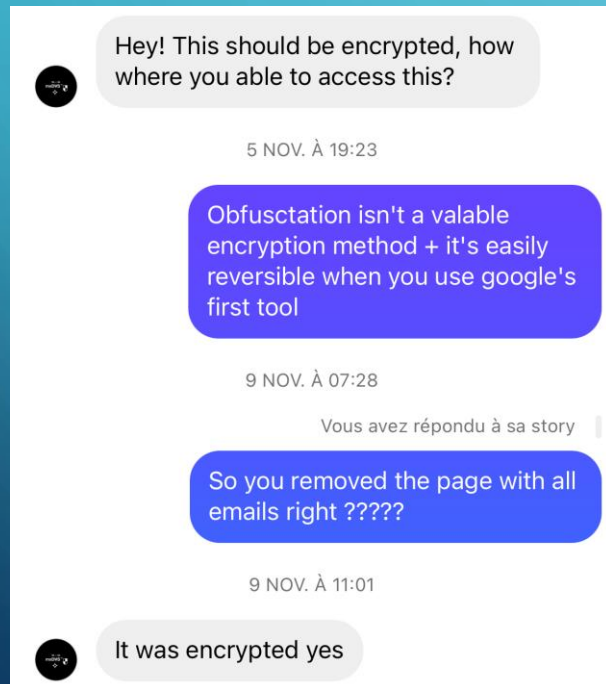 Hey! This should be encrypted, how
where you able to access this?
5 NOV. À 19:23
Obfusctation isn't a valable
encryption method + it's easily
reversible when you use google's
first tool
9 NOV. À 07:28
Vous avez répondu à sa story
So you removed the page with all
emails right ?????
9 NOV. À 11:01
It was encrypted yes